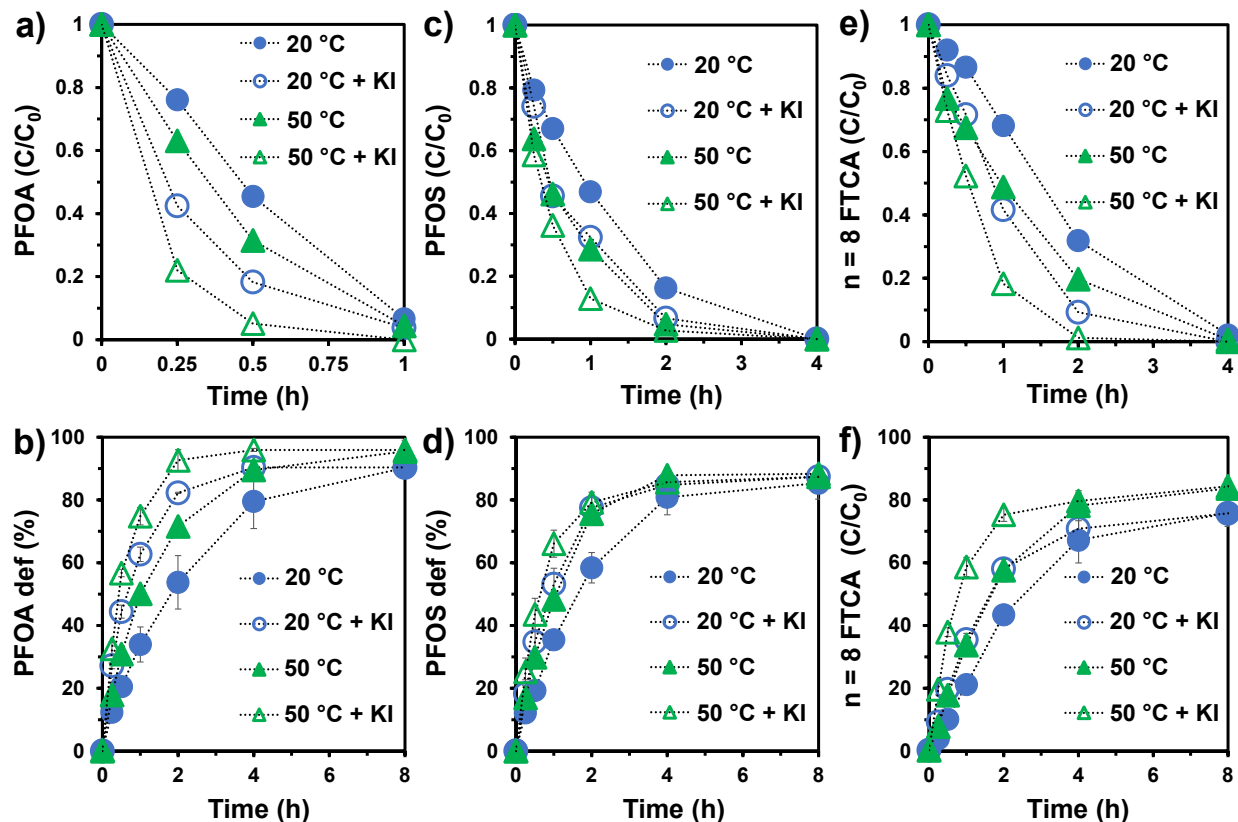 a)
PFOA (C/C0)
1
0.8
0.6
0.4
0.2
0
0
0.25
0.5
0.75
1
Time (h)
20 °C
20 °C + KI
50 °C
50 °C + KI
c)
PFOS (C/C0)
1
0.8
0.6
0.4
0.2
0
0
1
2
3
4
Time (h)
20 °C
20 °C + KI
50 °C
50 °C + KI
e)
n = 8 FTCA (C/C0)
1
0.8
0.6
0.4
0.2
0
0
1
2
3
4
Time (h)
20 °C
20 °C + KI
50 °C
50 °C + KI
b)
PFOA def (%)
100
80
60
40
20
0
0
2
4
6
8
Time (h)
20 °C
20 °C + KI
50 °C
50 °C + KI
d)
PFOS def (%)
100
80
60
40
20
0
0
2
4
6
8
Time (h)
20 °C
20 °C + KI
50 °C
50 °C + KI
f)
n = 8 FTCA (C/C0)
100
80
60
40
20
0
0
2
4
6
8
Time (h)
20 °C
20 °C + KI
50 °C
50 °C + KI